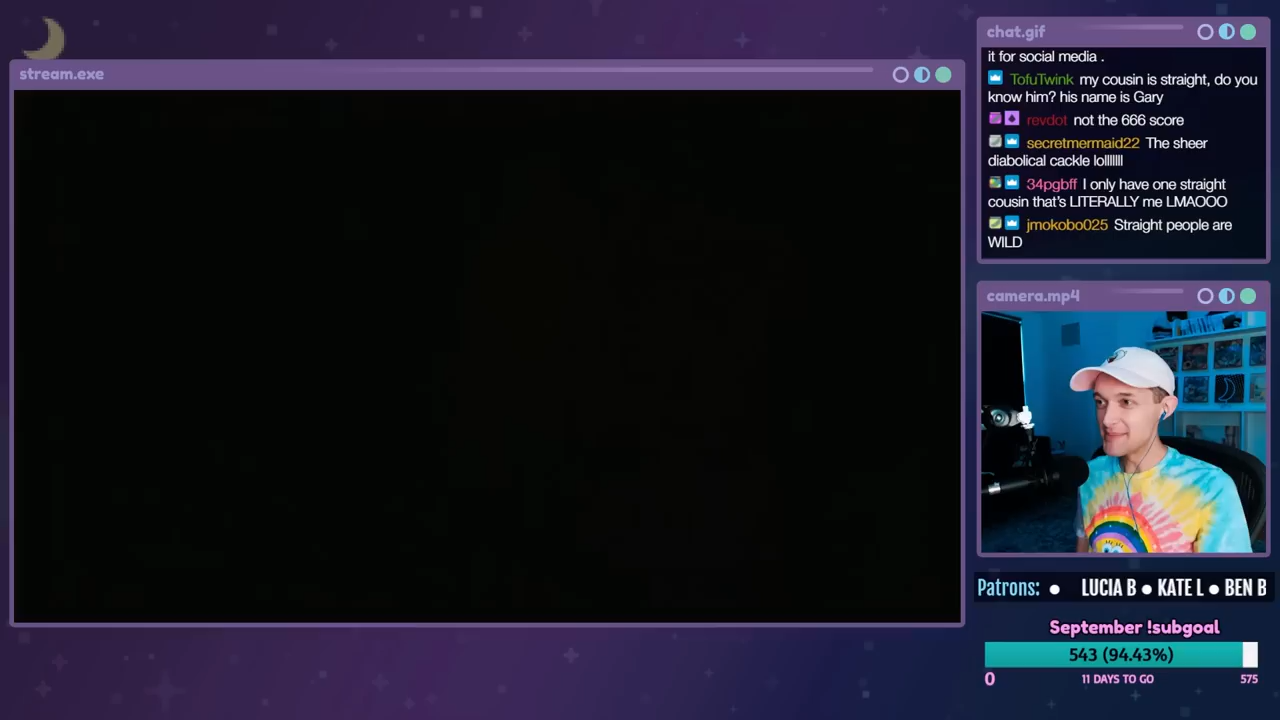 stream.exe
chat.gif
it for social media .
TofuTwink my cousin is straight, do you
know him? his name is Gary
revdot not the 666 score
secretmermaid22 The sheer
diabolical cackle lolllllll
34pgbff I only have one straight
cousin that's LITERALLY me LMAOOO
jmokobo025 Straight people are
WILD
camera.mp4
Patrons: ● LUCIA B ● KATE L ● BEN B
September !subgoal
543 (94.43%)
0 11 DAYS TO GO 575